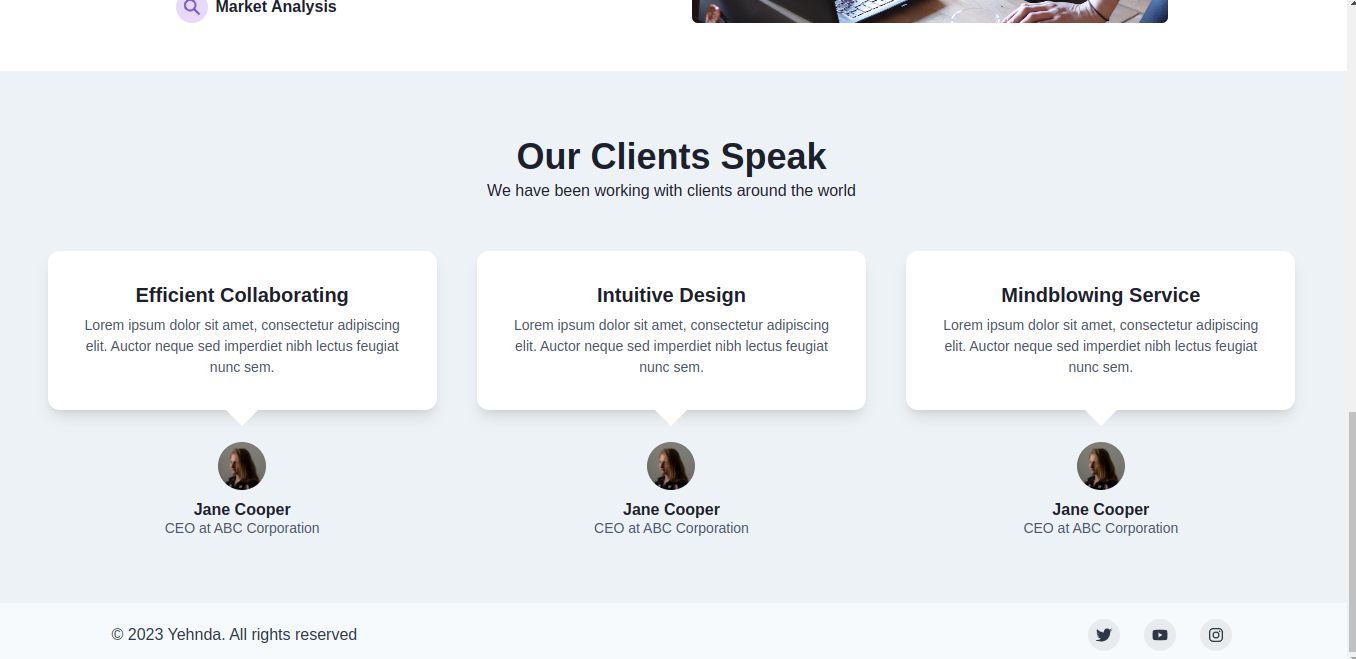 Market Analysis
Our Clients Speak
We have been working with clients around the world
Efficient Collaborating
Lorem ipsum dolor sit amet, consectetur adipiscing
elit. Auctor neque sed imperdiet nibh lectus feugiat
nunc sem.
Jane Cooper
CEO at ABC Corporation
Intuitive Design
Lorem ipsum dolor sit amet, consectetur adipiscing
elit. Auctor neque sed imperdiet nibh lectus feugiat
nunc sem.
Jane Cooper
CEO at ABC Corporation
Mindblowing Service
Lorem ipsum dolor sit amet, consectetur adipiscing
elit. Auctor neque sed imperdiet nibh lectus feugiat
nunc sem.
Jane Cooper
CEO at ABC Corporation
© 2023 Yehnda. All rights reserved